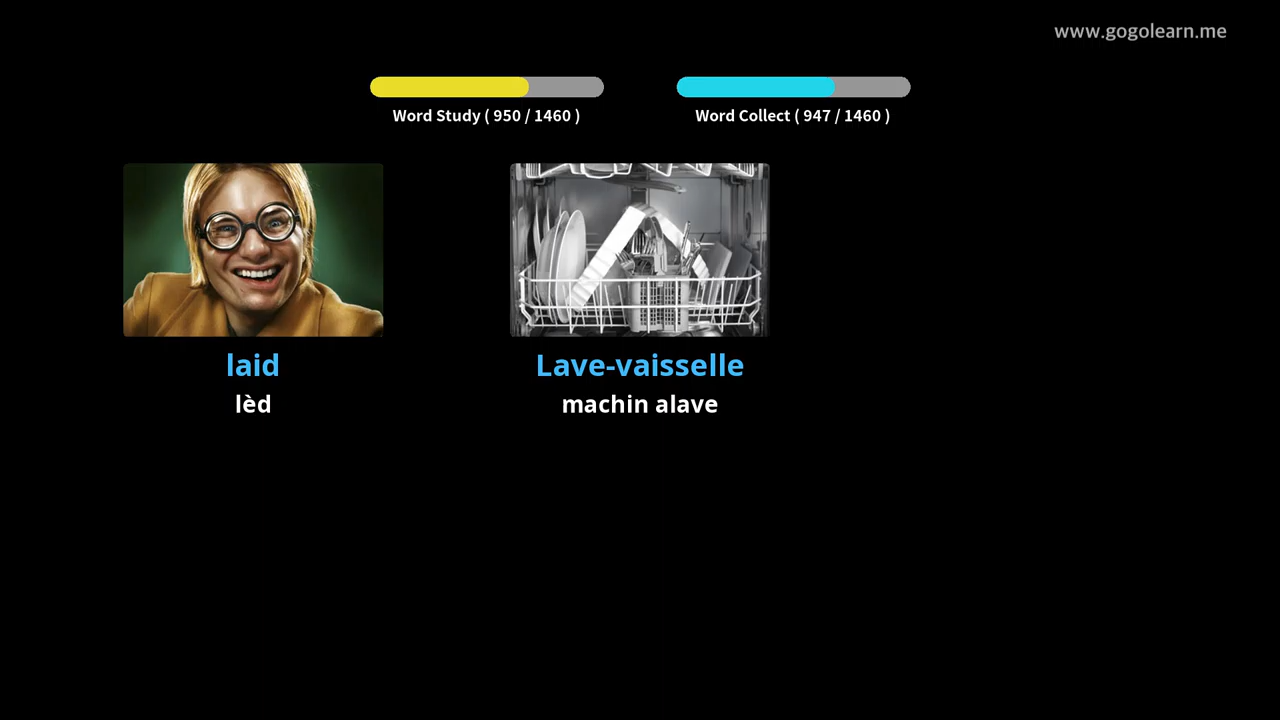 www.gogolearn.me
Word Study ( 950 / 1460 )
Word Collect ( 947 / 1460 )
laid
lèd
Lave-vaisselle
machin alave